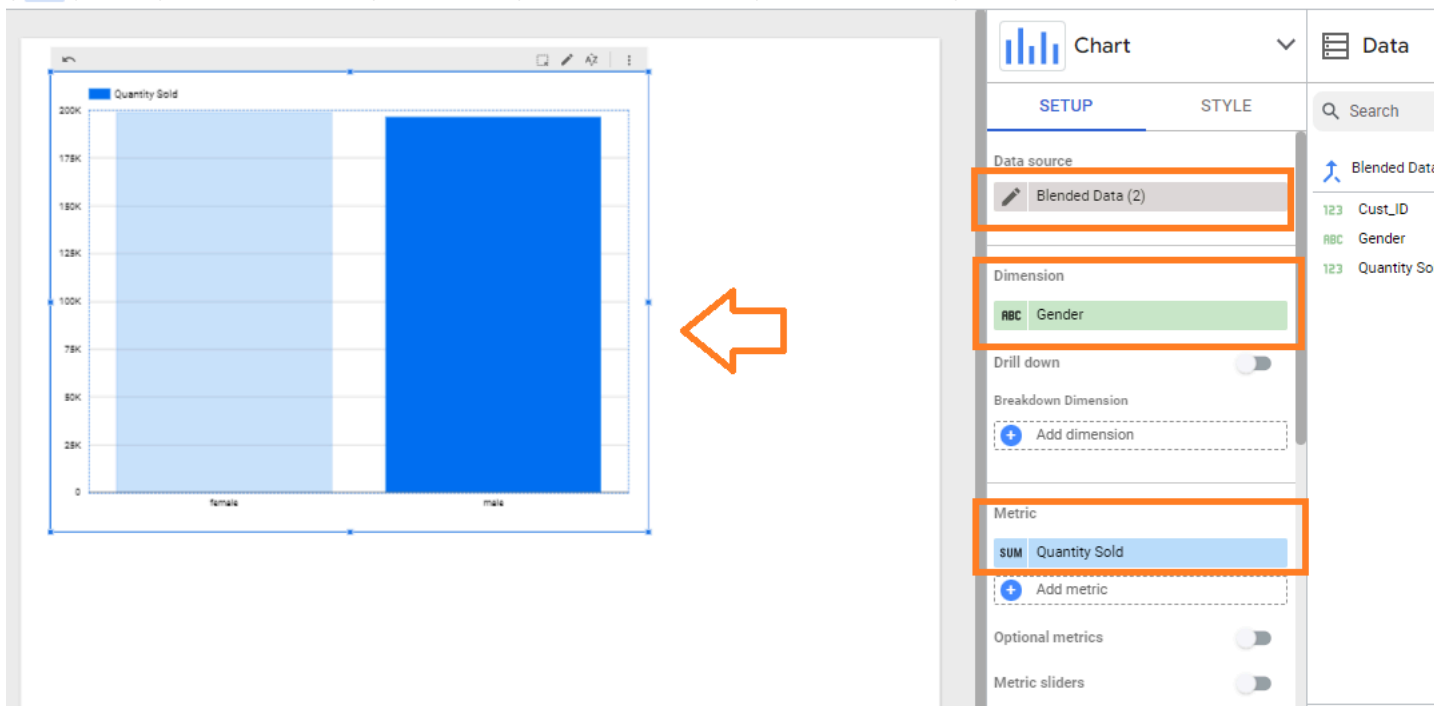 Quantity Sold
200K
175K
150K
125K
100K
75K
50K
25K
0
female
male
Chart
SETUP
STYLE
Data source
Blended Data (2)
Dimension
ABC Gender
Drill down
Breakdown Dimension
Add dimension
Metric
SUM Quantity Sold
Add metric
Optional metrics
Metric sliders
Data
Search
Blended Data
123 Cust_ID
ABC Gender
123 Quantity So